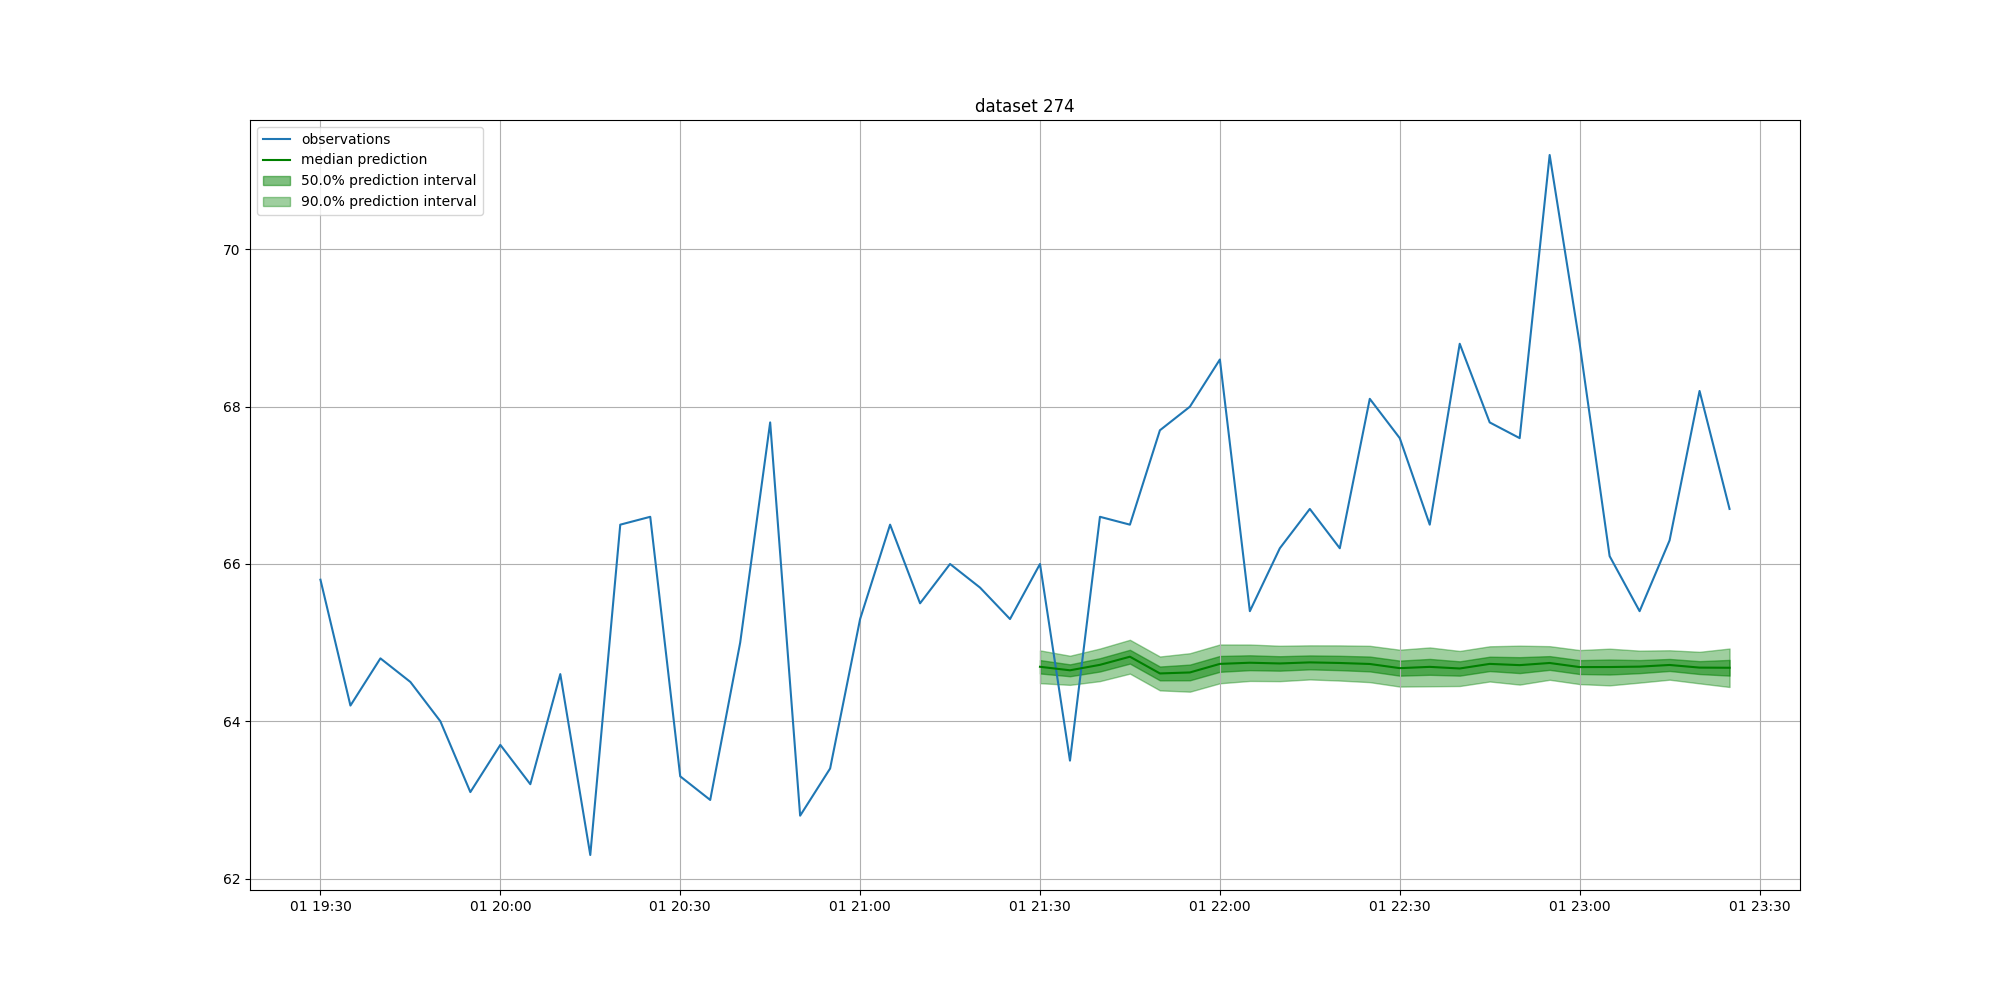 dataset 274
observations
median prediction
50.0% prediction interval
90.0% prediction interval
70
68
66
64
62
01 19:30 01 20:00 01 20:30 01 21:00 01 21:30 01 22:00 01 22:30 01 23:00 01 23:30